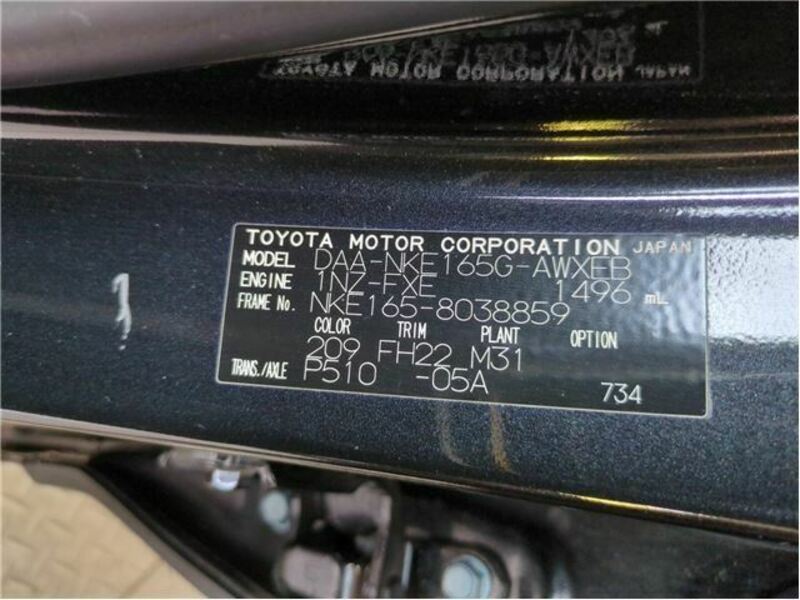 TOYOTA MOTOR CORPORATION JAPAN
MODEL DAA-NKE165G-AWXEB
ENGINE 1NZ-FXE 1496 mL
FRAME No. NKE165-8038859
COLOR TRIM PLANT OPTION
209 FH22 M31
TRANS./AXLE P510 -05A
734